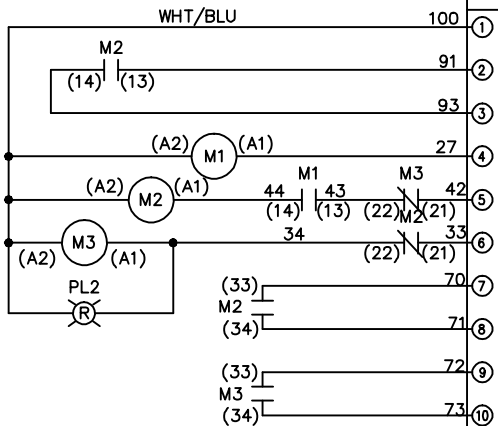 WHT/BLU 100 1
M2 91 2
(14) (13)
93 3
(A2) M1 (A1) 27 4
M1 M3
(A2) M2 (A1) 44 43 42 5
(14) (13) (22) (21)
M2
M3 34 33 6
(A2) (A1) (22) (21)
PL2
R
(33) 70 7
M2
(34) 71 8
(33) 72 9
M3
(34) 73 10